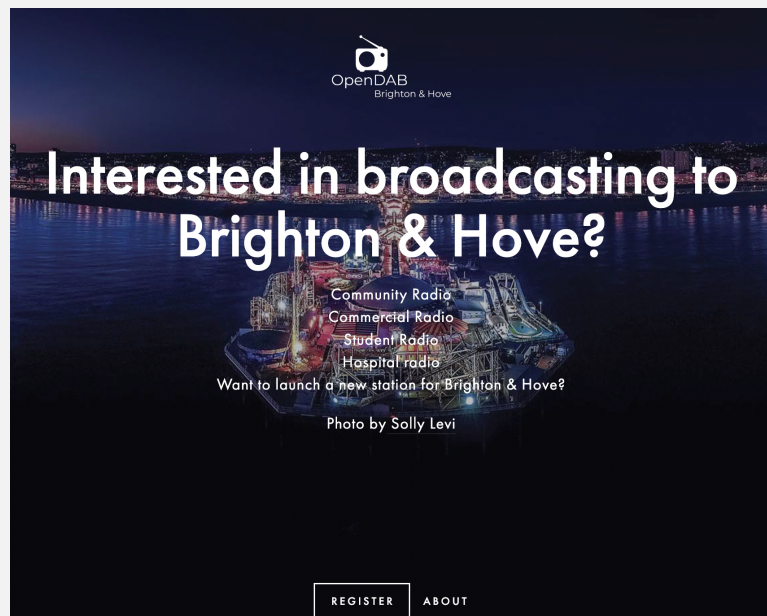 OpenDAB
Brighton & Hove
Interested in broadcasting to
Brighton & Hove?
Community Radio
Commercial Radio
Student Radio
Hospital radio
Want to launch a new station for Brighton & Hove?
Photo by Solly Levi
REGISTER
ABOUT